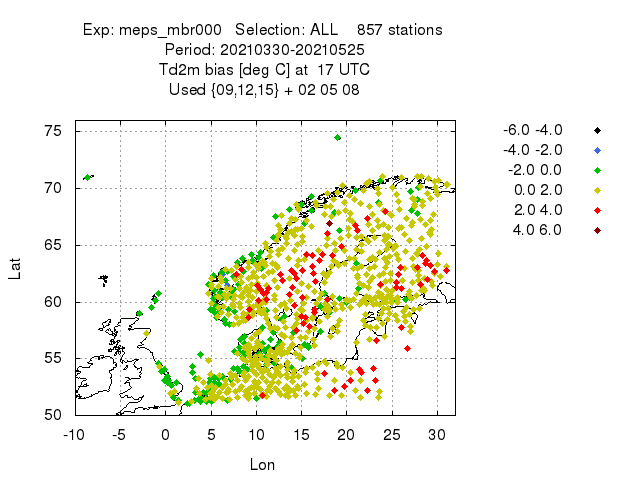 Exp: meps_mbr000   Selection: ALL    857 stations
Period: 20210330-20210525
Td2m bias [deg C] at  17 UTC
Used {09,12,15} + 02 05 08
-6.0 -4.0
-4.0 -2.0
-2.0 0.0
0.0 2.0
2.0 4.0
4.0 6.0
75
70
65
60
55
50
Lat
-10 -5 0 5 10 15 20 25 30
Lon